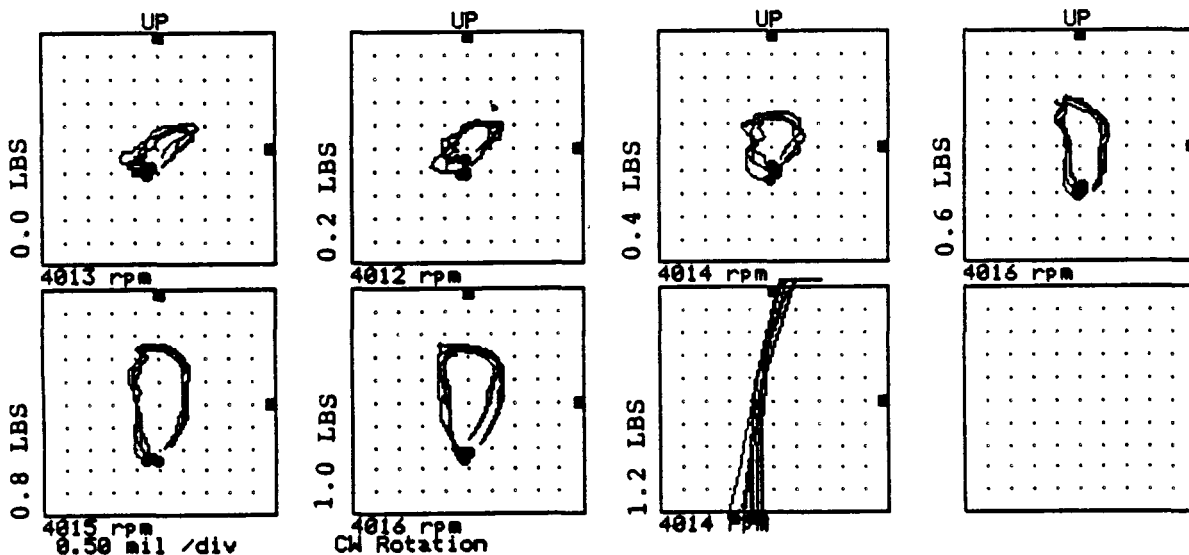 UP
UP
UP
UP
0.0 LBS
0.2 LBS
0.4 LBS
0.6 LBS
4013 rpm
4012 rpm
4014 rpm
4016 rpm
0.8 LBS
1.0 LBS
1.2 LBS
4015 rpm
4016 rpm
4014 rpm
0.50 mil /div
CW Rotation